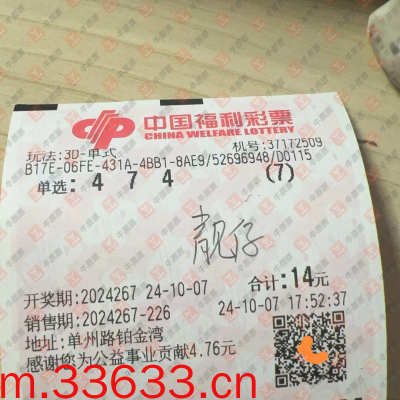 中国福利彩票
CHINA WELFARE LOTTERY
玩法:3D-单式 机号:37172509
B17E-06FE-431A-4BB1-8AE9/52696948/D0115
单选: 4 7 4 (7)
靓仔
开奖期:2024267 24-10-07 合计:14元
销售期:2024267-226 24-10-07 17:52:37
地址:单州路铂金湾
感谢您为公益事业贡献4.76元
m.33633.cn